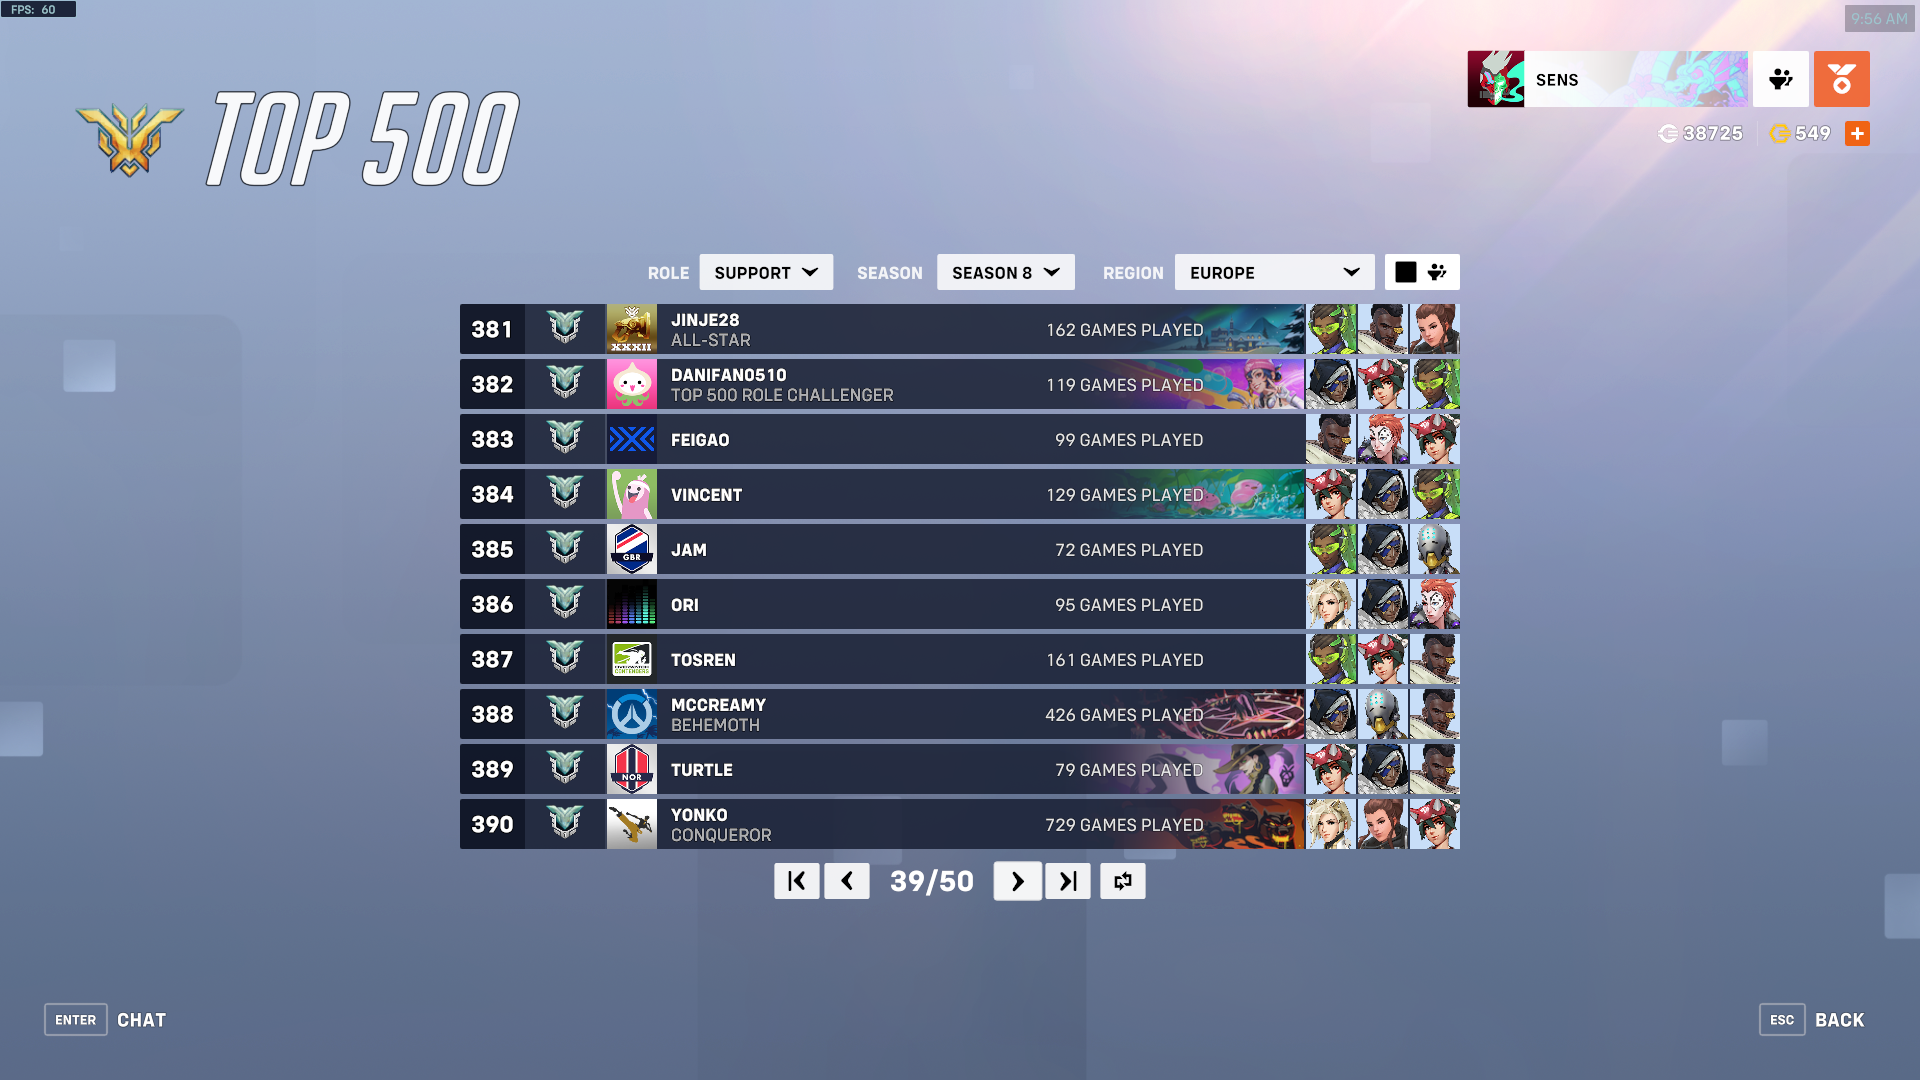 FPS: 60
9:56 AM
SENS
38725
549
TOP 500
ROLE SUPPORT SEASON SEASON 8 REGION EUROPE
381 XXXII JINJE28 ALL-STAR 162 GAMES PLAYED
382 DANIFAN0510 TOP 500 ROLE CHALLENGER 119 GAMES PLAYED
383 FEIGAO 99 GAMES PLAYED
384 VINCENT 129 GAMES PLAYED
385 GBR JAM 72 GAMES PLAYED
386 ORI 95 GAMES PLAYED
387 TOSREN 161 GAMES PLAYED
388 MCCREAMY BEHEMOTH 426 GAMES PLAYED
389 NOR TURTLE 79 GAMES PLAYED
390 YONKO CONQUEROR 729 GAMES PLAYED
39/50
ENTER CHAT
ESC BACK